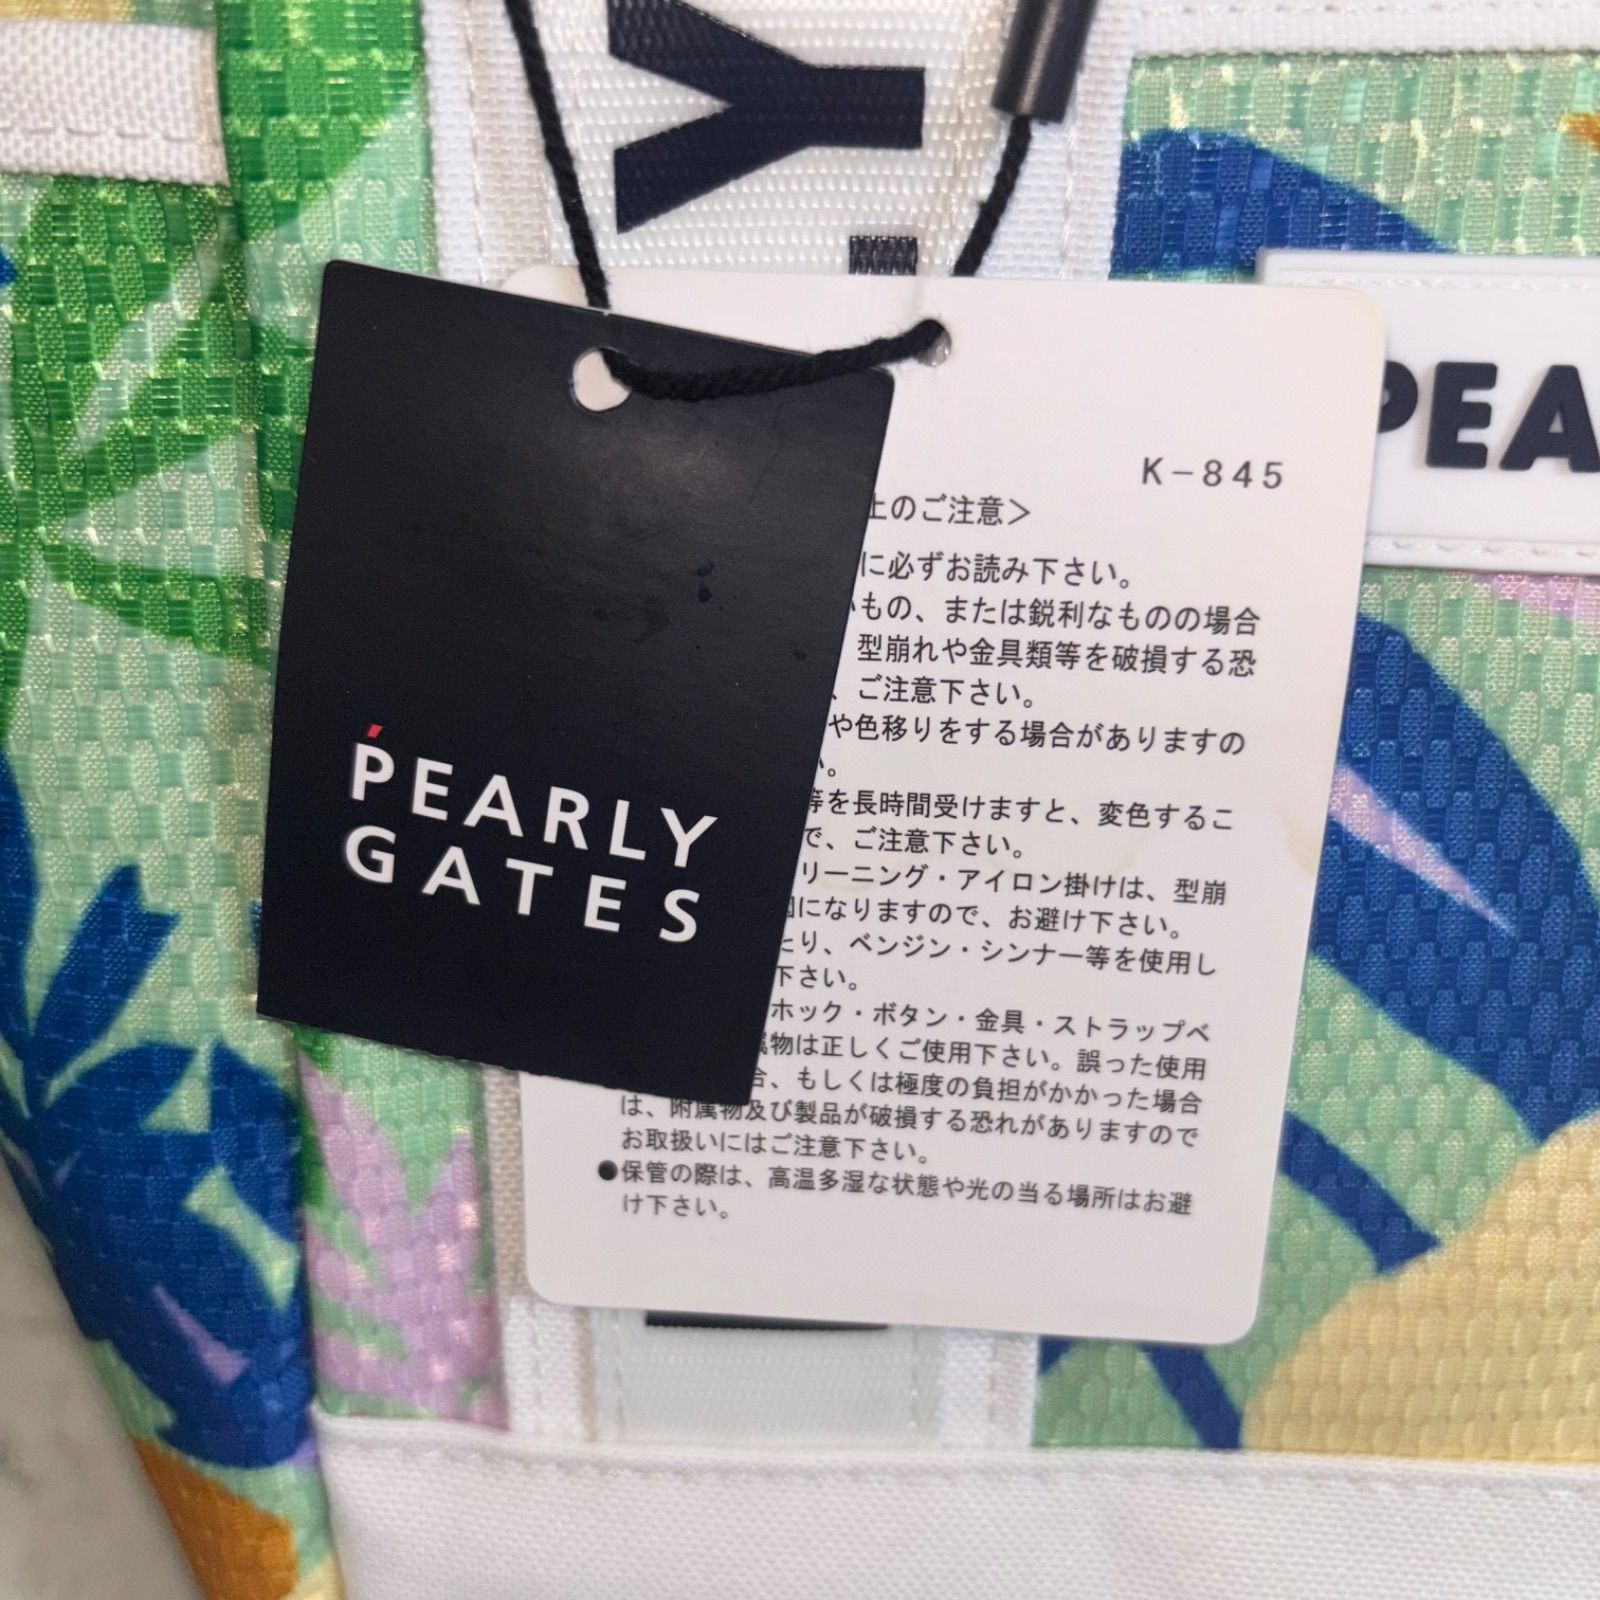 Y
PEA
PEARLY
GATES
K-845
上のご注意＞
に必ずお読み下さい。
いもの、または鋭利なものの場合
型崩れや金具類等を破損する恐
、ご注意下さい。
や色移りをする場合がありますの
い。
等を長時間受けますと、変色するこ
で、ご注意下さい。
リーニング・アイロン掛けは、型崩
因になりますので、お避け下さい。
たり、ベンジン・シンナー等を使用し
下さい。
ホック・ボタン・金具・ストラップベ
属物は正しくご使用下さい。誤った使用
合、もしくは極度の負担がかかった場合
は、附属物及び製品が破損する恐れがありますので
お取扱いにはご注意下さい。
●保管の際は、高温多湿な状態や光の当る場所はお避
け下さい。